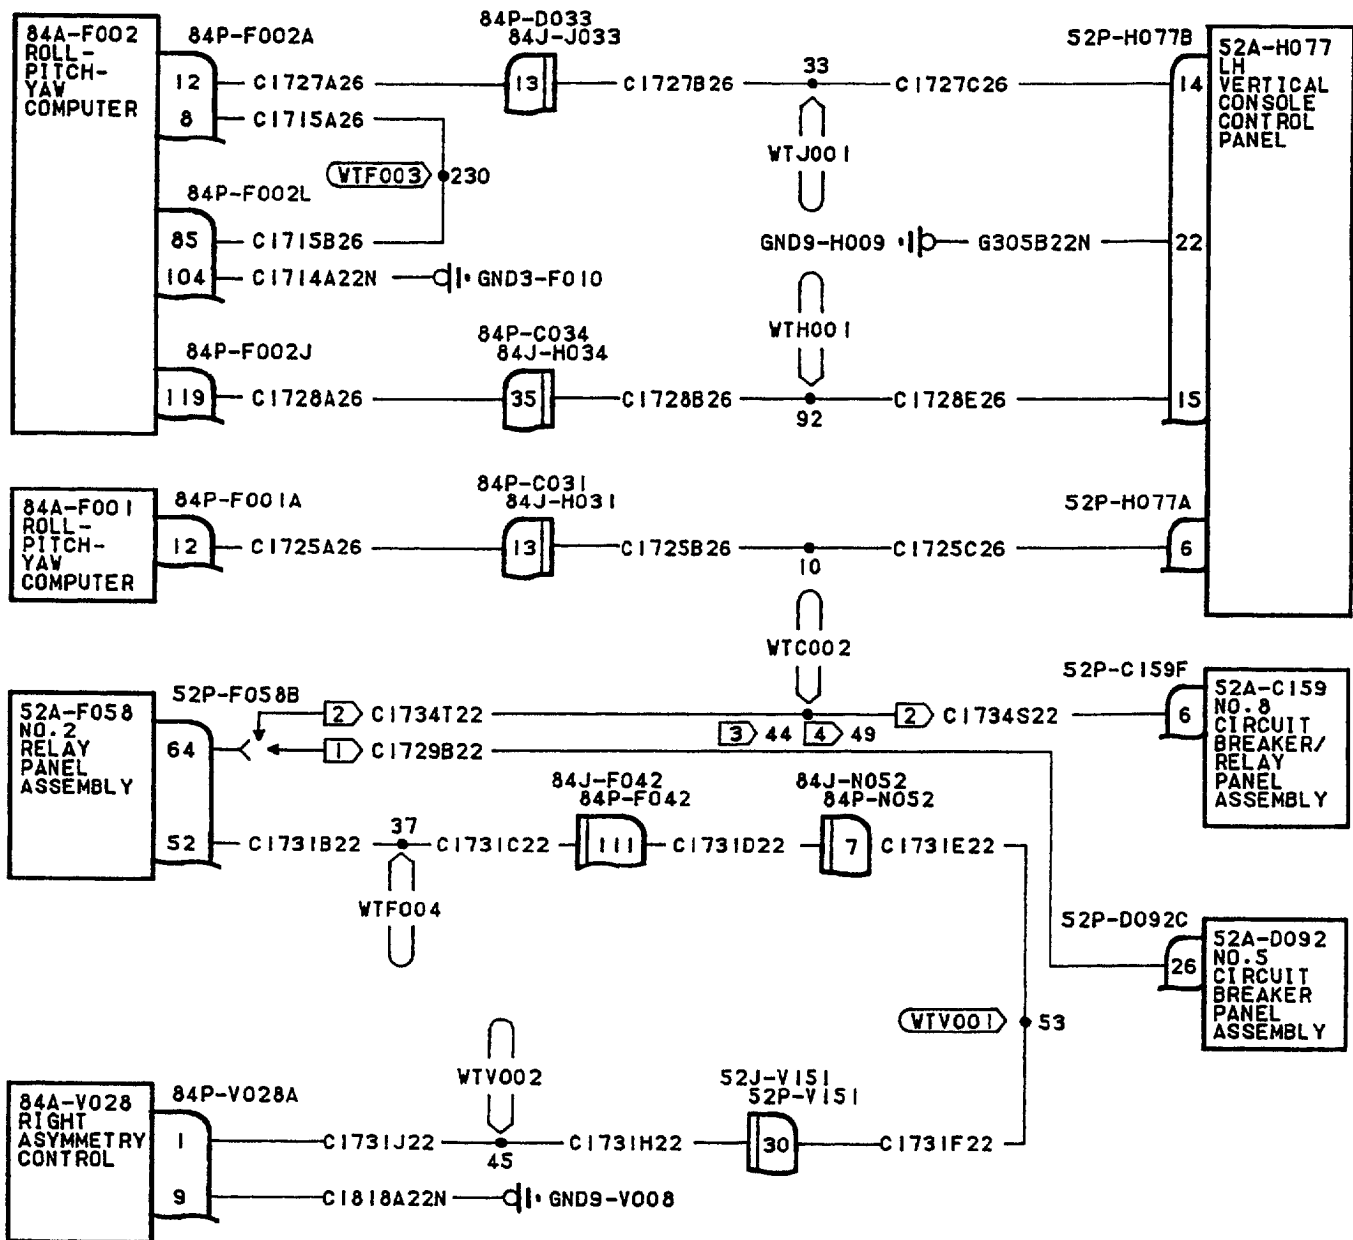 84P-D033
84J-J033
84A-F002
ROLL-
PITCH-
YAW
COMPUTER
84P-F002A
52P-H077B
52A-H077
LH
VERTICAL
CONSOLE
CONTROL
PANEL
12
C1727A26
13
C1727B26
33
C1727C26
14
8
C1715A26
WTJ001
WTF003
230
84P-F002L
85
C1715B26
GND9-H009
G305B22N
22
104
C1714A22N
GND3-F010
WTH001
84P-C034
84J-H034
84P-F002J
119
C1728A26
35
C1728B26
92
C1728E26
15
84P-C031
84J-H031
84A-F001
ROLL-
PITCH-
YAW
COMPUTER
84P-F001A
52P-H077A
12
C1725A26
13
C1725B26
10
C1725C26
6
WTC002
52P-F058B
52P-C159F
52A-F058
NO.2
RELAY
PANEL
ASSEMBLY
52A-C159
NO.8
CIRCUIT
BREAKER/
RELAY
PANEL
ASSEMBLY
64
2 C1734T22
3 44
4 49
2 C1734S22
6
1 C1729B22
84J-F042
84P-F042
84J-N052
84P-N052
52
C1731B22
37
C1731C22
111
C1731D22
7
C1731E22
WTF004
52P-D092C
52A-D092
NO.5
CIRCUIT
BREAKER
PANEL
ASSEMBLY
26
WTV001
53
WTV002
52J-V151
52P-V151
84A-V028
RIGHT
ASYMMETRY
CONTROL
84P-V028A
1
C1731J22
45
C1731H22
30
C1731F22
9
C1818A22N
GND9-V008